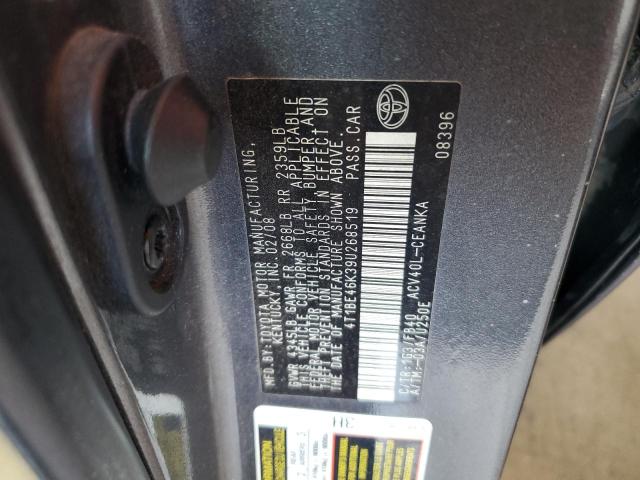 MFD.BY:TOYOTA MOTOR MANUFACTURING,
KENTUCKY, INC. 02/08
GVWR 4345LB GAWR FR 2668LB RR 2359LB
THIS VEHICLE CONFORMS TO ALL APPLICABLE
FEDERAL MOTOR VEHICLE SAFETY, BUMPER, AND
THEFT PREVENTION STANDARDS IN EFFECT ON
THE DATE OF MANUFACTURE SHOWN ABOVE.
4T1BE46K39U268519 PASS.CAR
C/TR:1G3/FB40 ACV40L-CEANKA
A/TM:-03A/U250E
08396